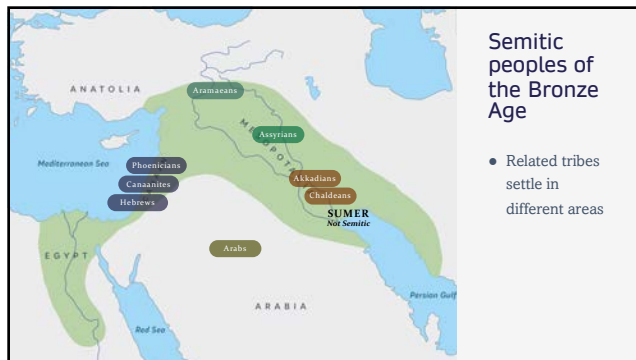 Semitic
peoples of
the Bronze
Age
• Related tribes
settle in
different areas
ANATOLIA
Aramaeans
Assyrians
Mediterranean Sea
Phoenicians
Canaanites
Hebrews
Akkadians
Chaldeans
SUMER
Not Semitic
Arabs
EGYPT
ARABIA
Persian Gulf
Red Sea